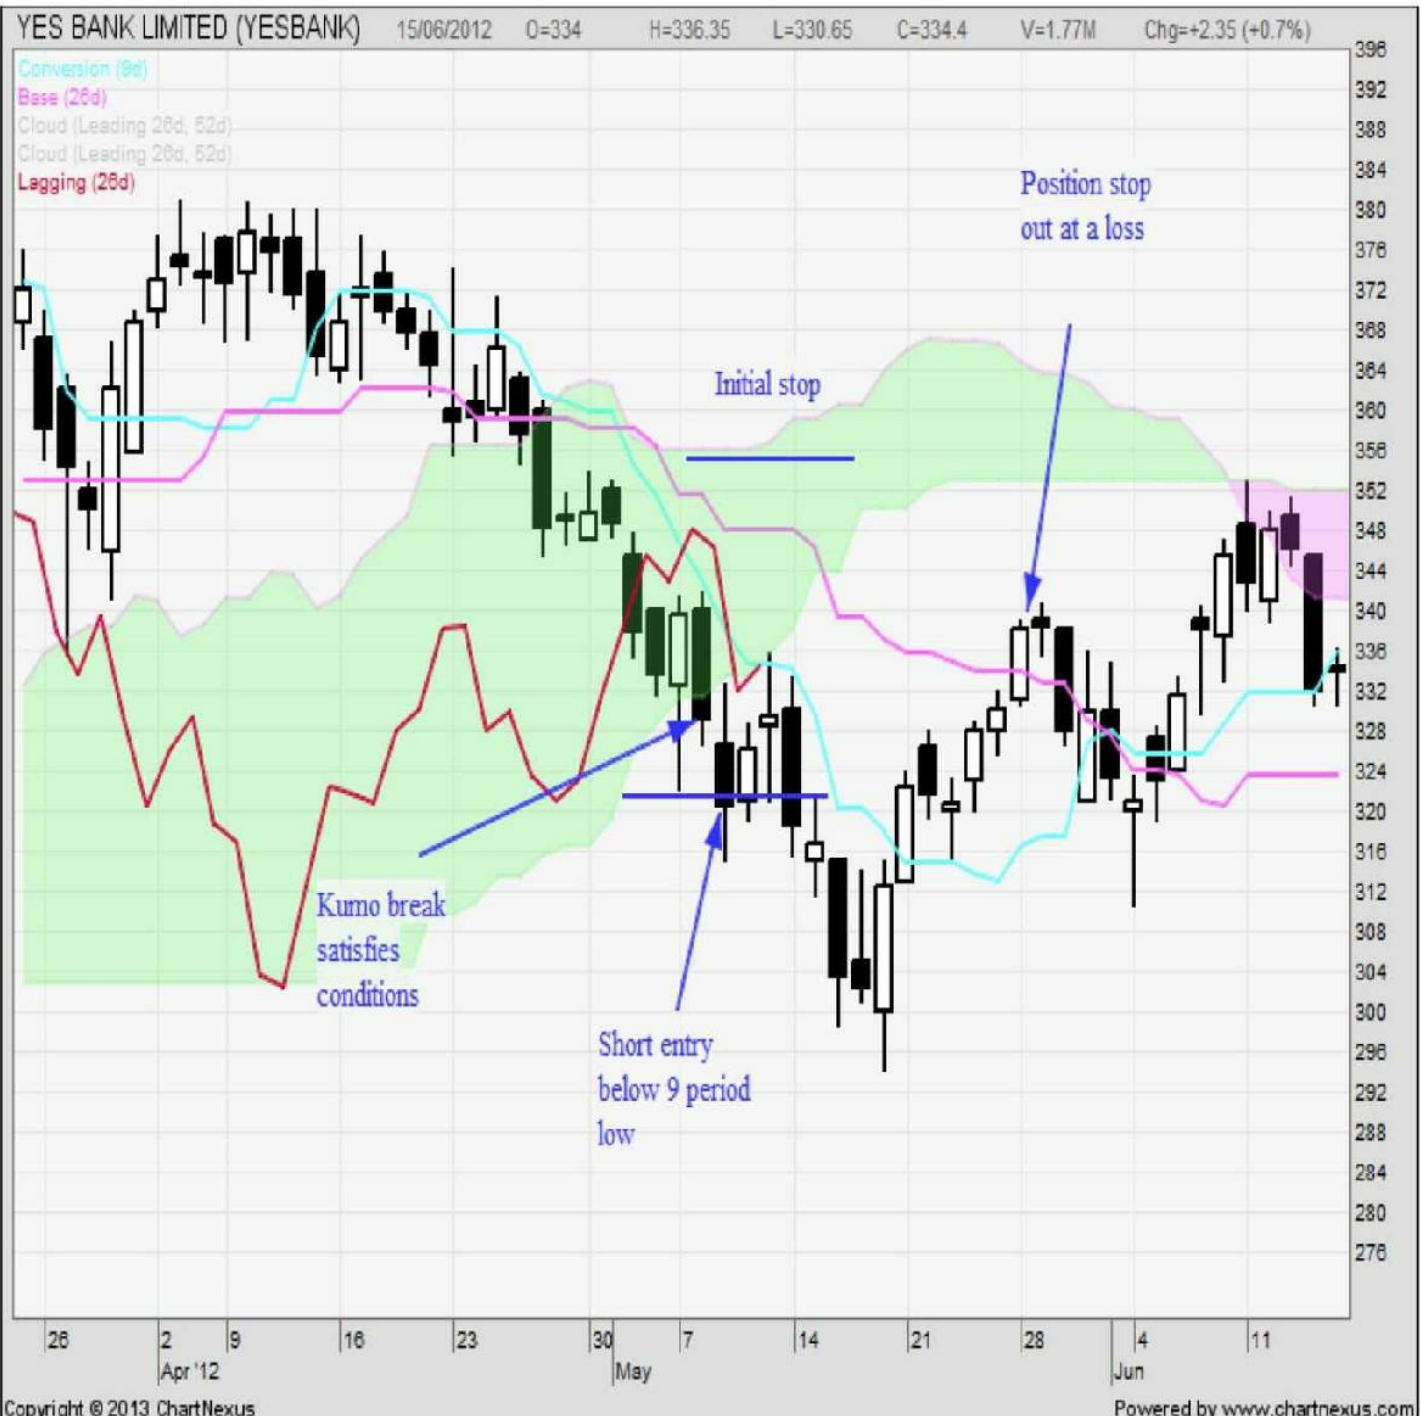 YES BANK LIMITED (YESBANK) 15/06/2012 O=334 H=336.35 L=330.65 C=334.4 V=1.77M Chg=+2.35 (+0.7%)
Conversion (9d)
Base (26d)
Cloud (Leading 26d, 52d)
Cloud (Leading 26d, 52d)
Lagging (26d)
Position stop
out at a loss
Initial stop
Kumo break
satisfies
conditions
Short entry
below 9 period
low
396
392
388
384
380
376
372
368
364
360
356
352
348
344
340
336
332
328
324
320
316
312
308
304
300
296
292
288
284
280
276
26 2 9 16 23 30 7 14 21 28 4 11
Apr '12 May Jun
Copyright © 2013 ChartNexus Powered by www.chartnexus.com